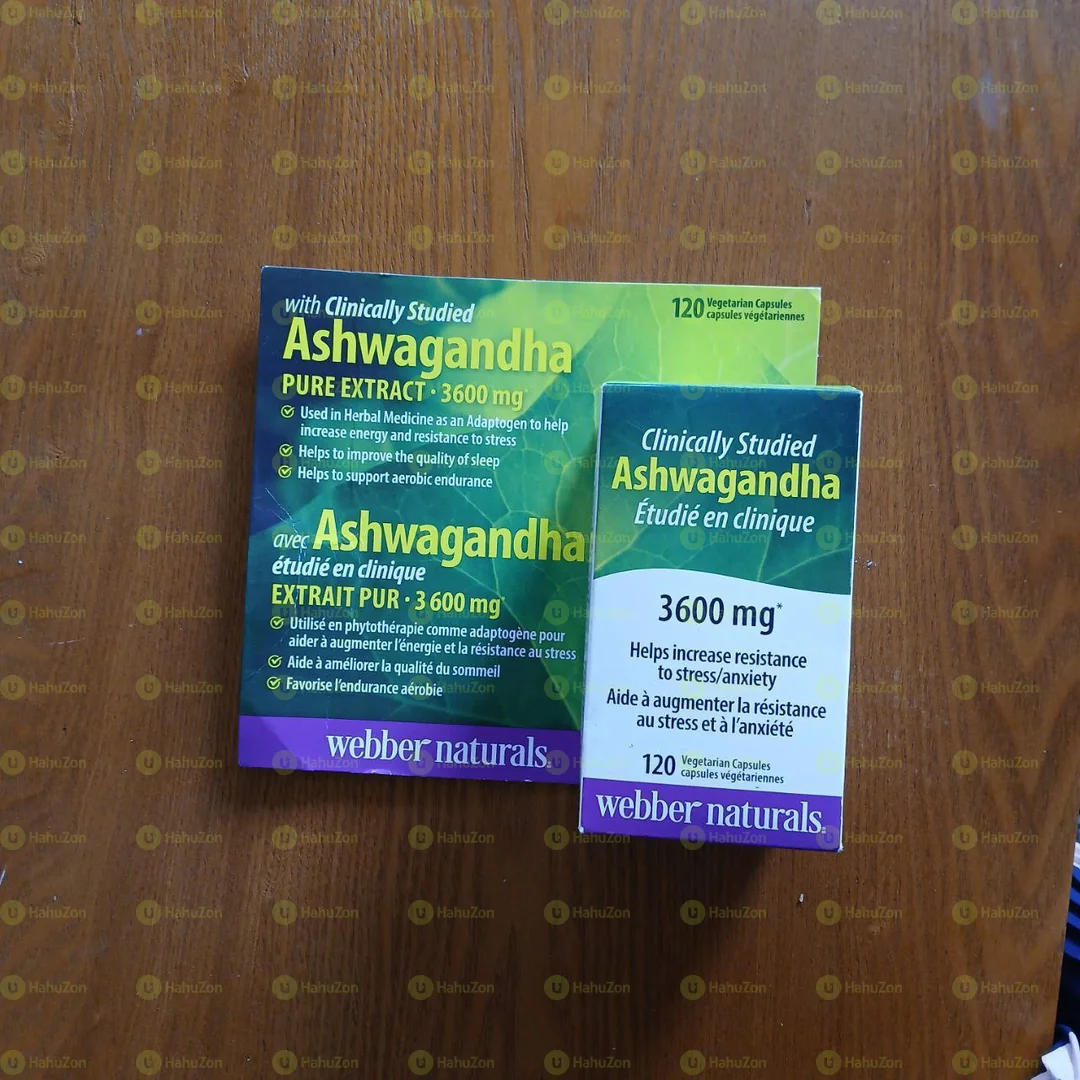 with Clinically Studied
Ashwagandha
PURE EXTRACT · 3600 mg*
Used in Herbal Medicine as an Adaptogen to help
increase energy and resistance to stress
Helps to improve the quality of sleep
Helps to support aerobic endurance
avec Ashwagandha
étudié en clinique
EXTRAIT PUR · 3 600 mg*
Utilisé en phytothérapie comme adaptogène pour
aider à augmenter l'énergie et la résistance au stress
Aide à améliorer la qualité du sommeil
Favorise l'endurance aérobie
webber naturals.
120 Vegetarian Capsules
capsules végétariennes
Clinically Studied
Ashwagandha
Étudié en clinique
3600 mg*
Helps increase resistance
to stress/anxiety
Aide à augmenter la résistance
au stress et à l'anxiété
120 Vegetarian Capsules
capsules végétariennes
webber naturals.
HahuZon